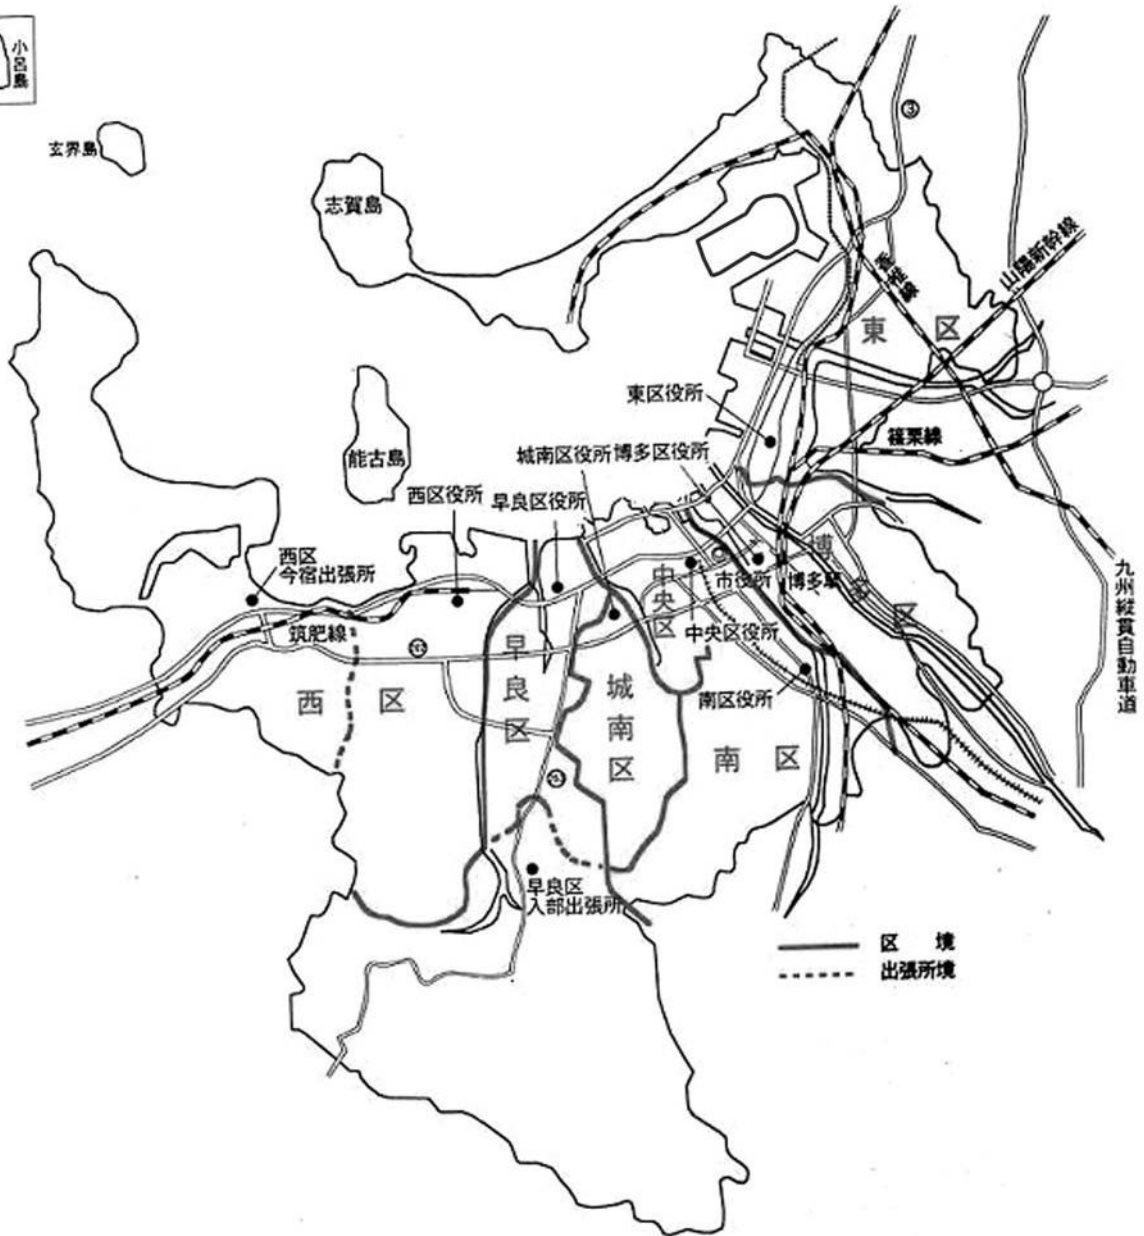 小呂島
玄界島
志賀島
③
香椎線
山陽新幹線
東区
東区役所
篠栗線
能古島
城南区役所
博多区役所
西区役所
早良区役所
西区
今宿出張所
筑肥線
中央区
市役所
博多駅
博多区
中央区役所
九州縦貫自動車道
西区
早良区
城南区
南区役所
南区
早良区
入部出張所
区境
出張所境